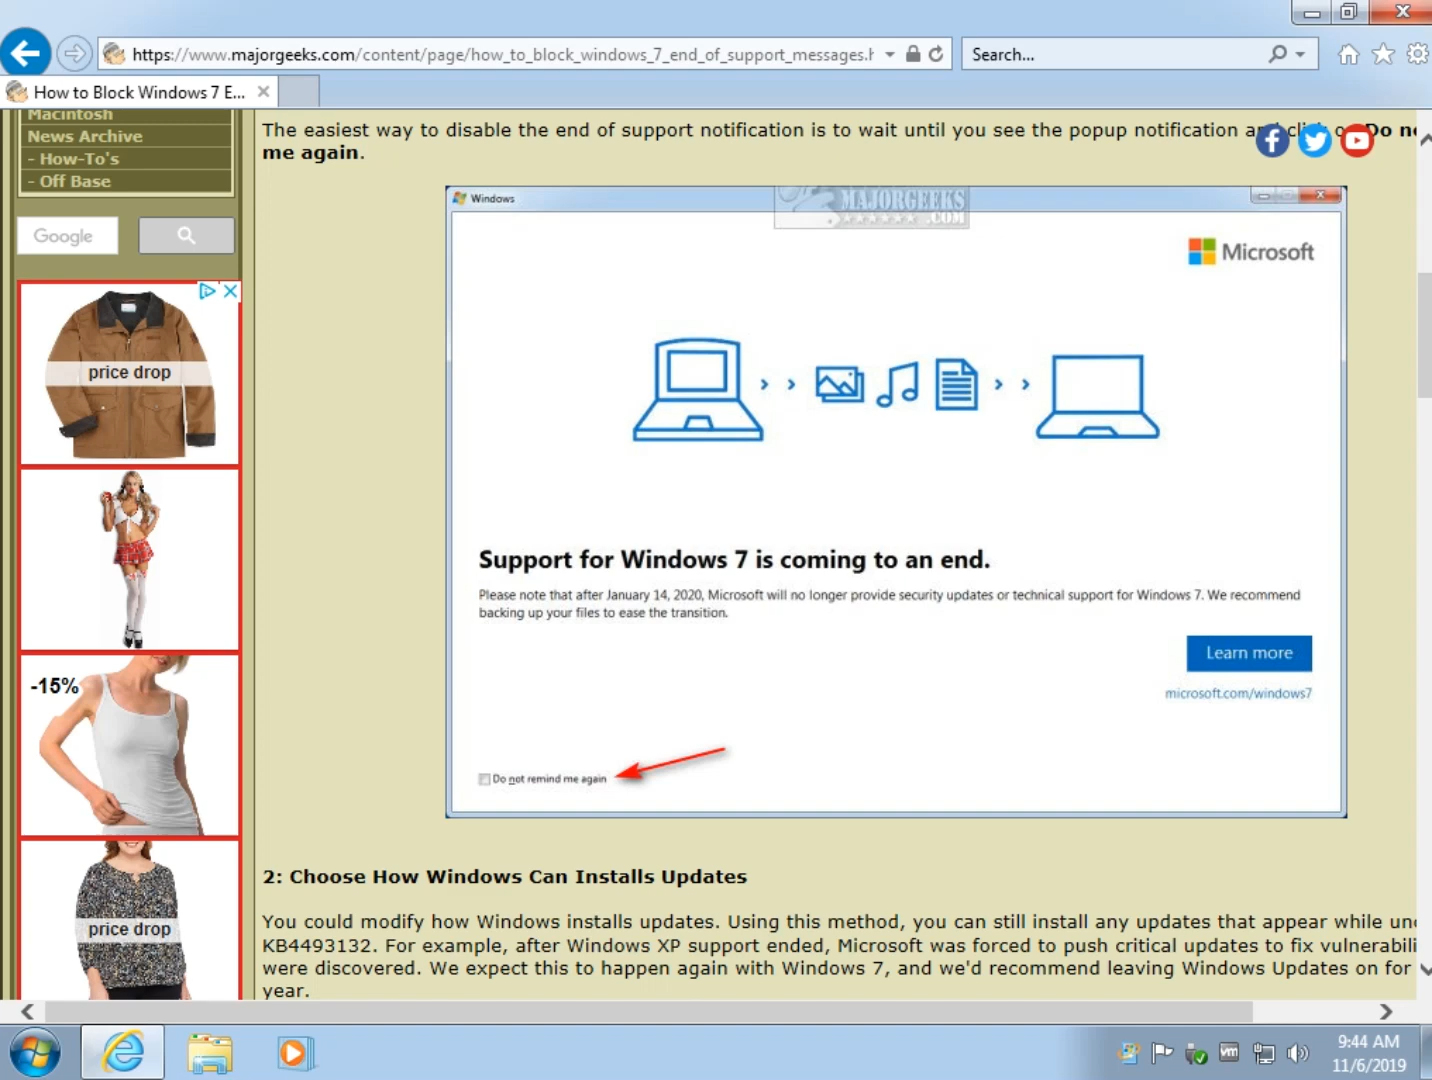 https://www.majorgeeks.com/content/page/how_to_block_windows_7_end_of_support_messages.h
Search...
How to Block Windows 7 E...
Macintosh
News Archive
- How-To's
- Off Base
Google
price drop
-15%
price drop
The easiest way to disable the end of support notification is to wait until you see the popup notification and click on Do no
me again.
Windows
MAJORGEEKS
.COM
Microsoft
Support for Windows 7 is coming to an end.
Please note that after January 14, 2020, Microsoft will no longer provide security updates or technical support for Windows 7. We recommend
backing up your files to ease the transition.
Learn more
microsoft.com/windows7
Do not remind me again
2: Choose How Windows Can Installs Updates
You could modify how Windows installs updates. Using this method, you can still install any updates that appear while un
KB4493132. For example, after Windows XP support ended, Microsoft was forced to push critical updates to fix vulnerabili
were discovered. We expect this to happen again with Windows 7, and we'd recommend leaving Windows Updates on for
year.
vm
9:44 AM
11/6/2019